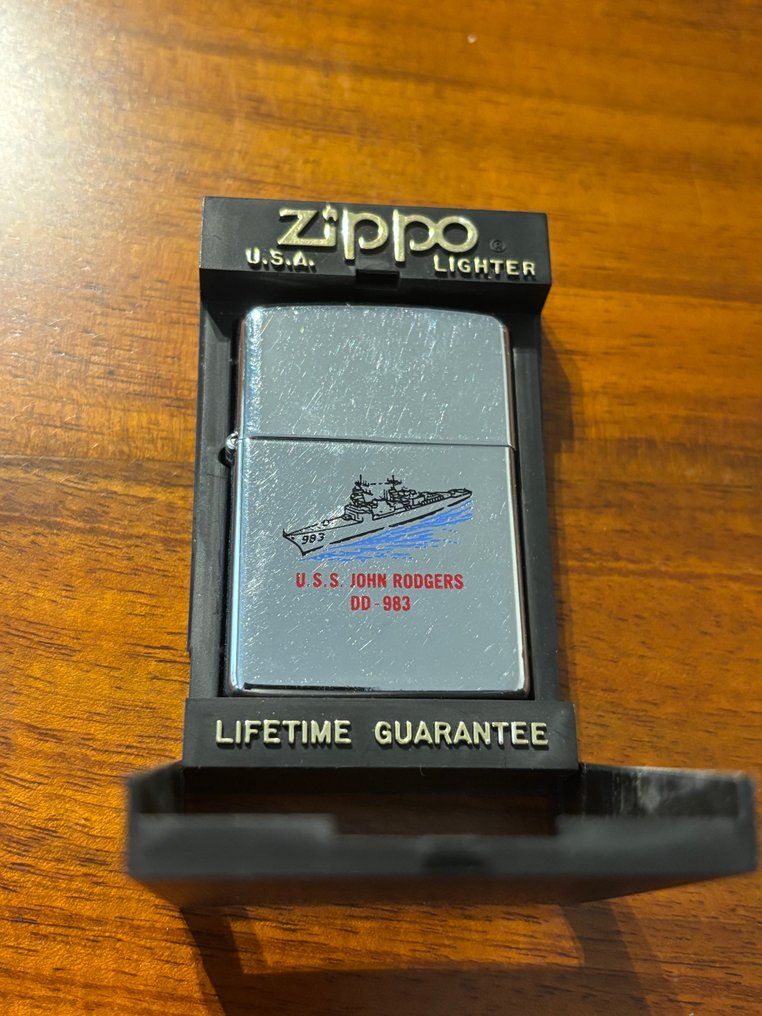 Zippo ®
U.S.A. LIGHTER
983
U.S.S. JOHN RODGERS
DD-983
LIFETIME GUARANTEE